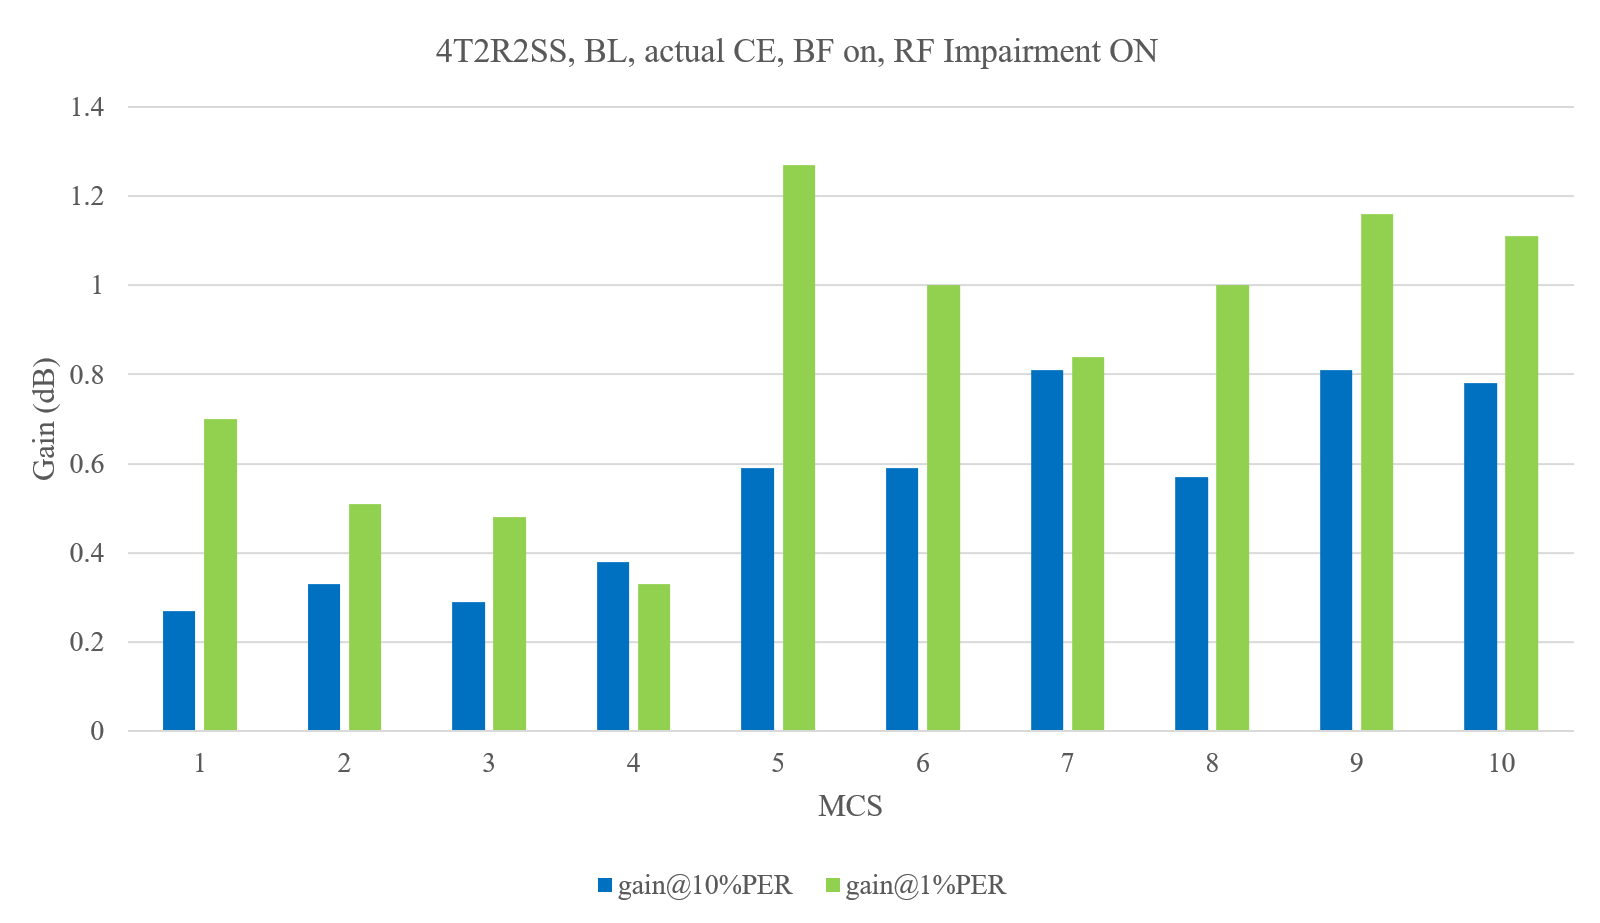 4T2R2SS, BL, actual CE, BF on, RF Impairment ON
1.4
1.2
1
0.8
0.6
0.4
0.2
0
Gain (dB)
1 2 3 4 5 6 7 8 9 10
MCS
gain@10%PER gain@1%PER